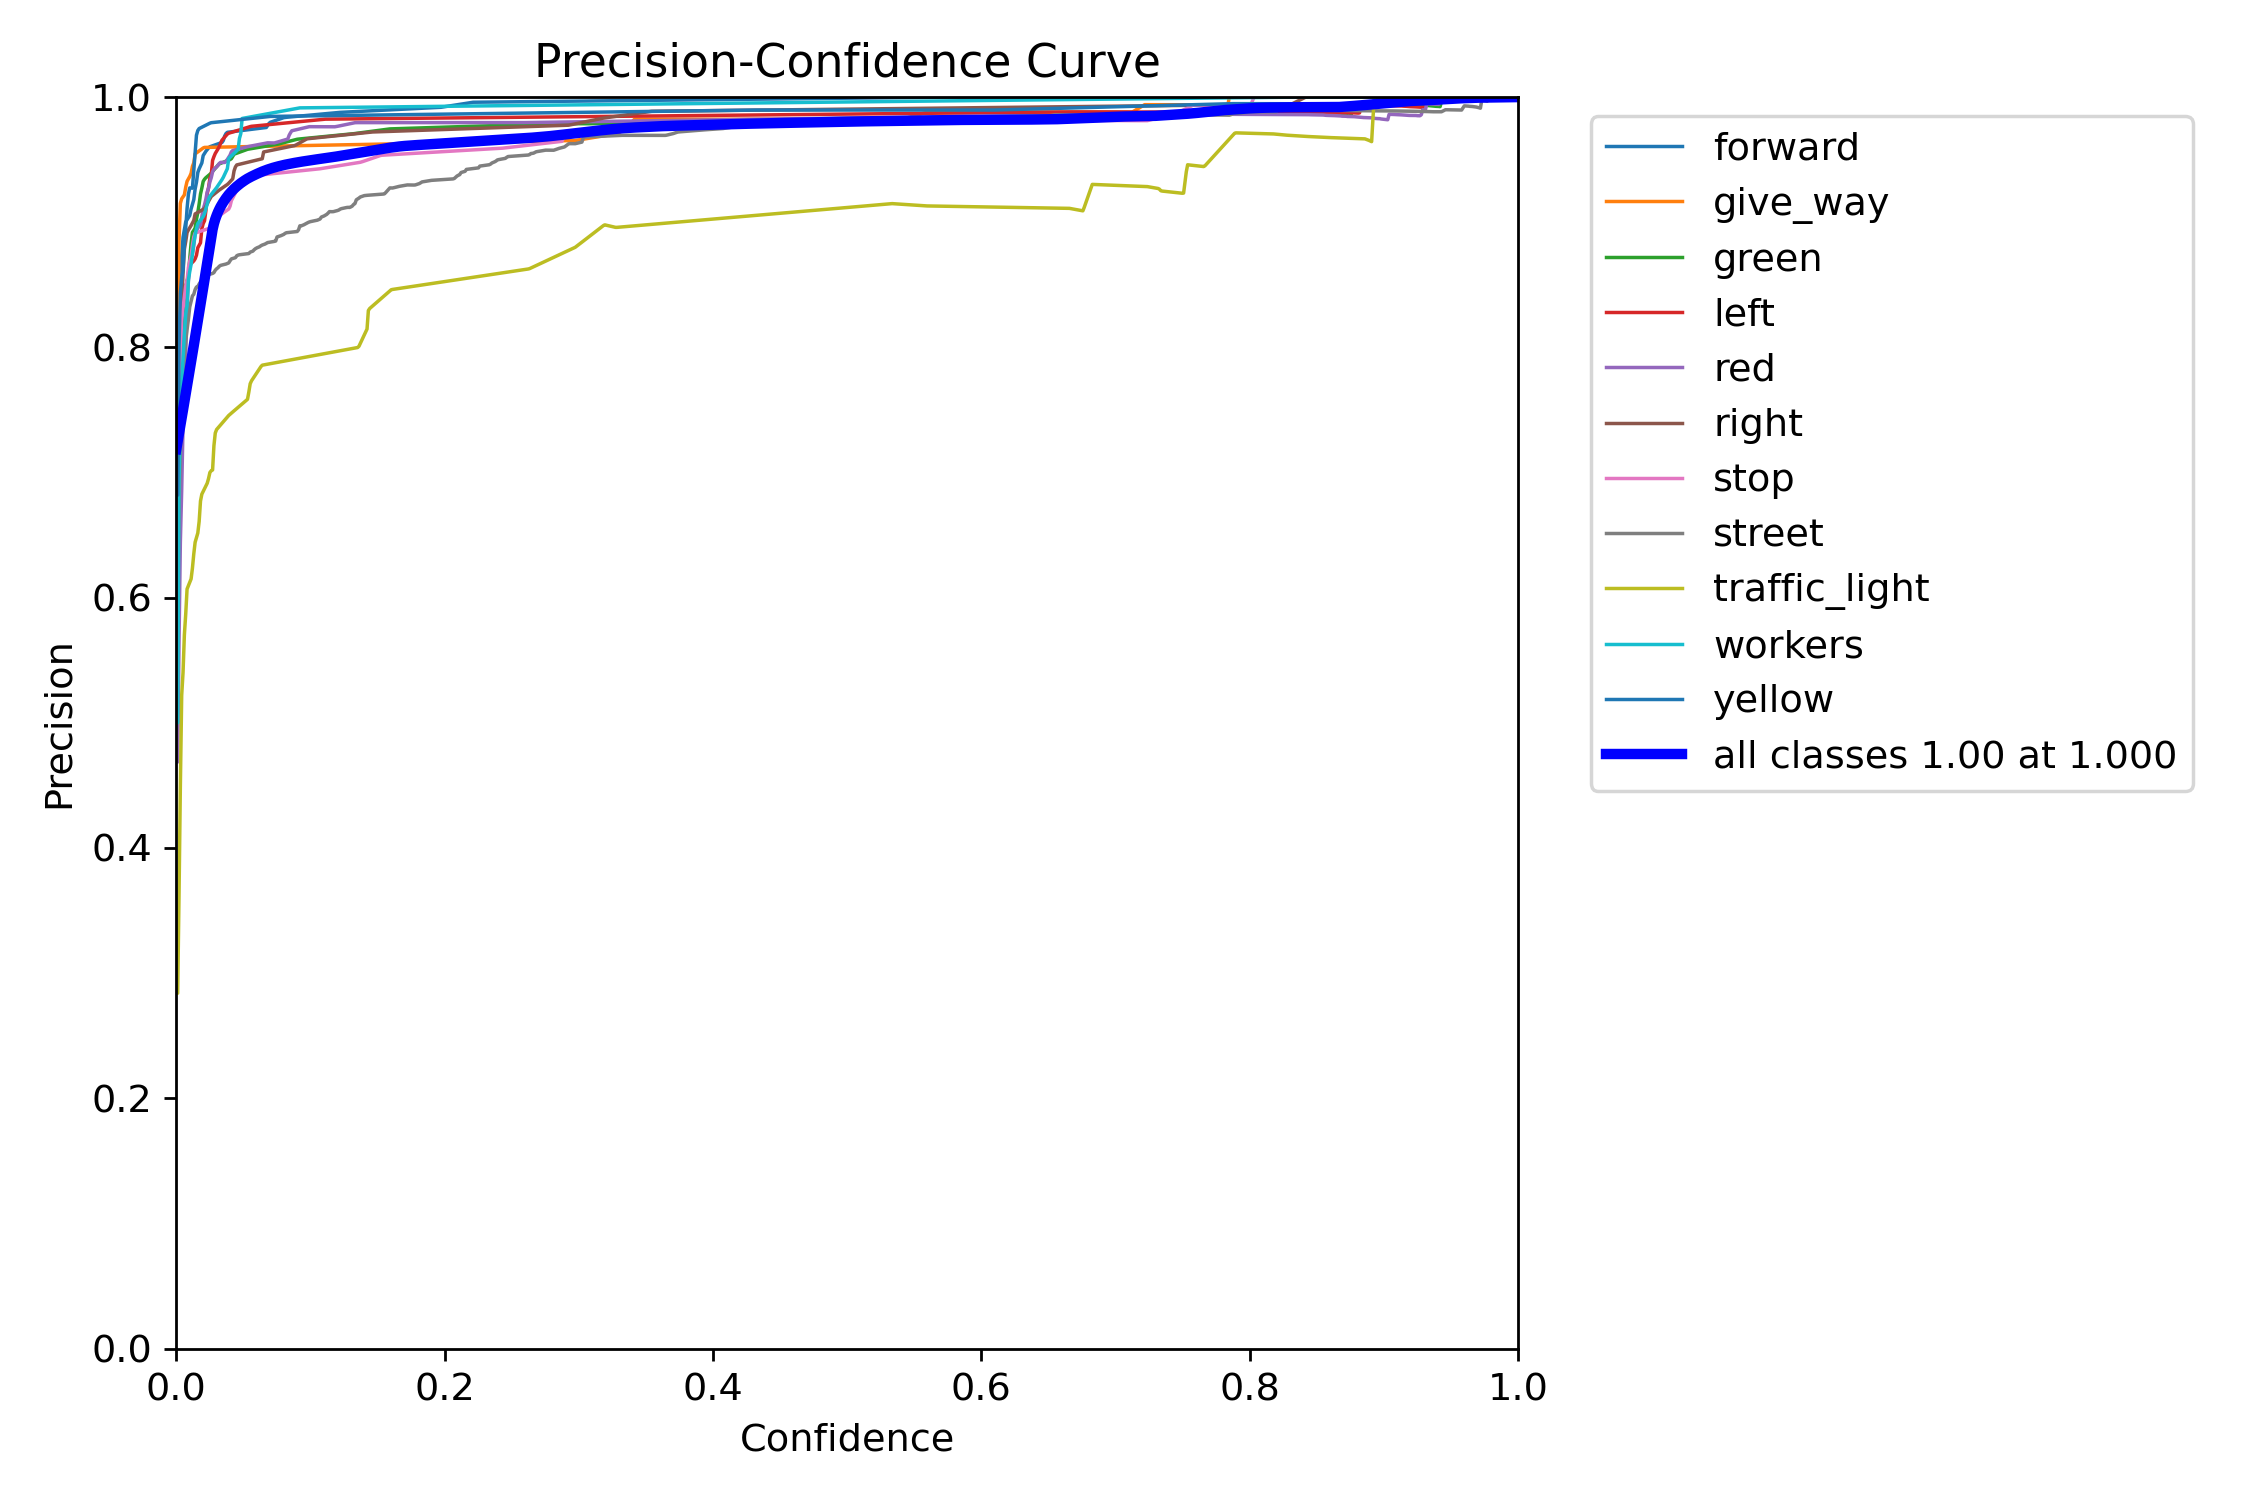 Precision-Confidence Curve
1.0
0.8
0.6
0.4
0.2
0.0
Precision
0.0 0.2 0.4 0.6 0.8 1.0
Confidence
forward
give_way
green
left
red
right
stop
street
traffic_light
workers
yellow
all classes 1.00 at 1.000